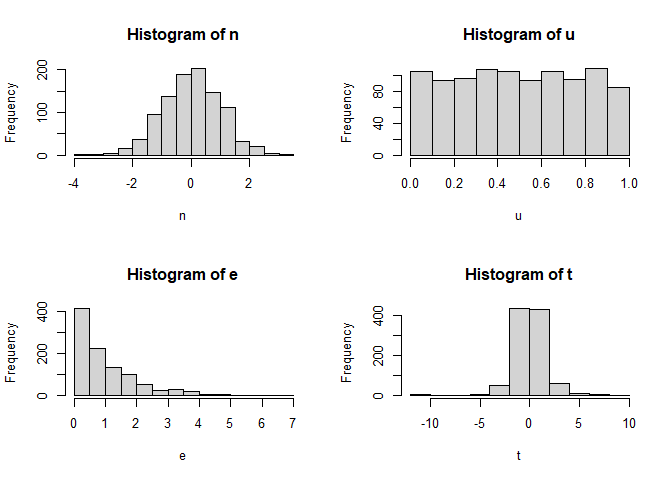 Histogram of n
Frequency
0
100
200
-4
-2
0
2
n
Histogram of u
Frequency
0
40
80
0.0
0.2
0.4
0.6
0.8
1.0
u
Histogram of e
Frequency
0
200
400
0
1
2
3
4
5
6
7
e
Histogram of t
Frequency
0
200
400
-10
-5
0
5
10
t